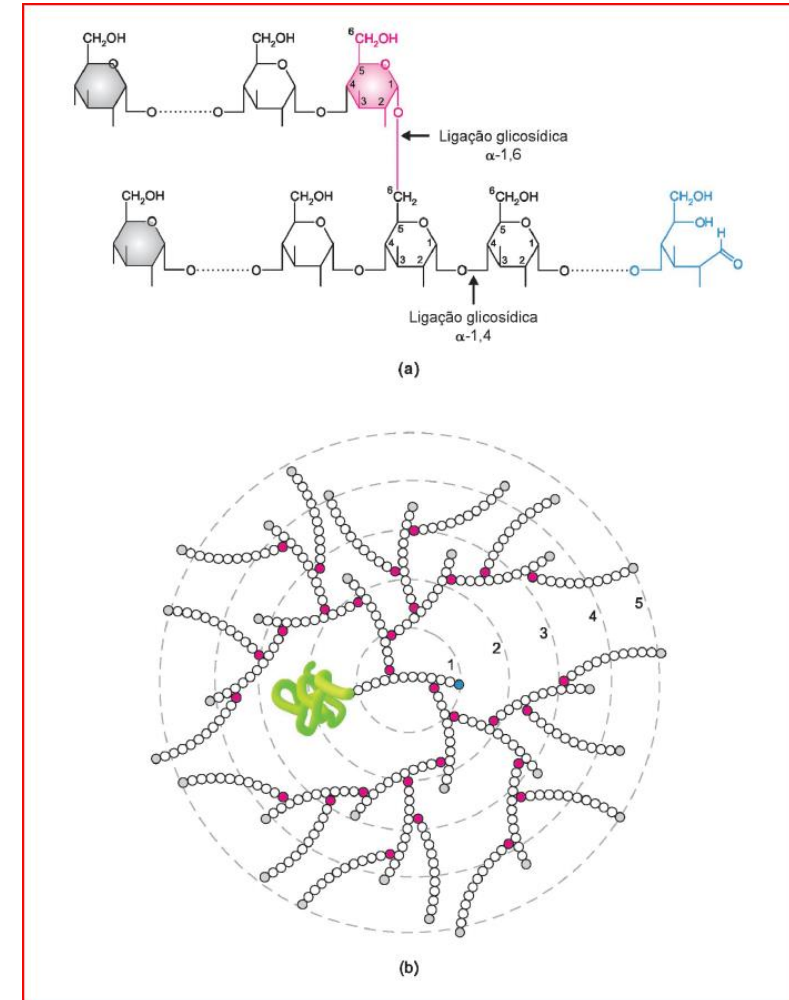 CH2OH
CH2OH
6CH2OH
O
O
5
O
4
1
3
2
O
O
O
O
Ligação glicosídica
α-1,6
CH2OH
CH2OH
6CH2
6CH2OH
CH2OH
O
O
5
O
5
O
OH
H
4
1
4
1
3
2
3
2
O
O
O
O
O
O
O
Ligação glicosídica
α-1,4
(a)
1
2
3
4
5
(b)